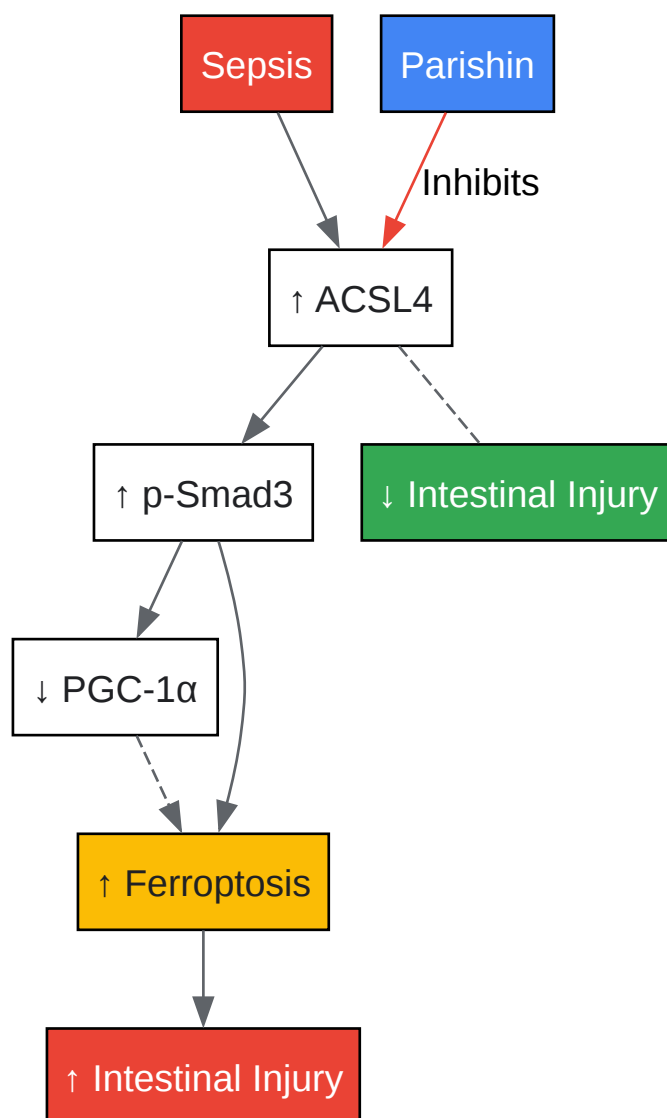 Sepsis
Parishin
Inhibits
↑ ACSL4
↑ p-Smad3
↓ Intestinal Injury
↓ PGC-1α
↑ Ferroptosis
↑ Intestinal Injury